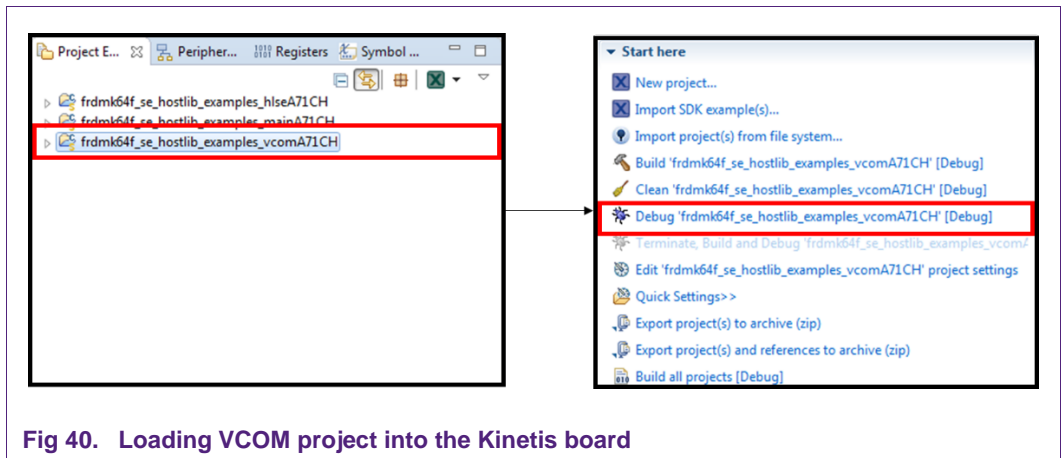 Project E... Peripher... Registers Symbol ...
frdmk64f_se_hostlib_examples_hlseA71CH
frdmk64f_se_hostlib_examples_mainA71CH
frdmk64f_se_hostlib_examples_vcomA71CH
Start here
New project...
Import SDK example(s)...
Import project(s) from file system...
Build 'frdmk64f_se_hostlib_examples_vcomA71CH' [Debug]
Clean 'frdmk64f_se_hostlib_examples_vcomA71CH' [Debug]
Debug 'frdmk64f_se_hostlib_examples_vcomA71CH' [Debug]
Terminate, Build and Debug 'frdmk64f_se_hostlib_examples_vcomA
Edit 'frdmk64f_se_hostlib_examples_vcomA71CH' project settings
Quick Settings>>
Export project(s) to archive (zip)
Export project(s) and references to archive (zip)
Build all projects [Debug]
Fig 40. Loading VCOM project into the Kinetis board